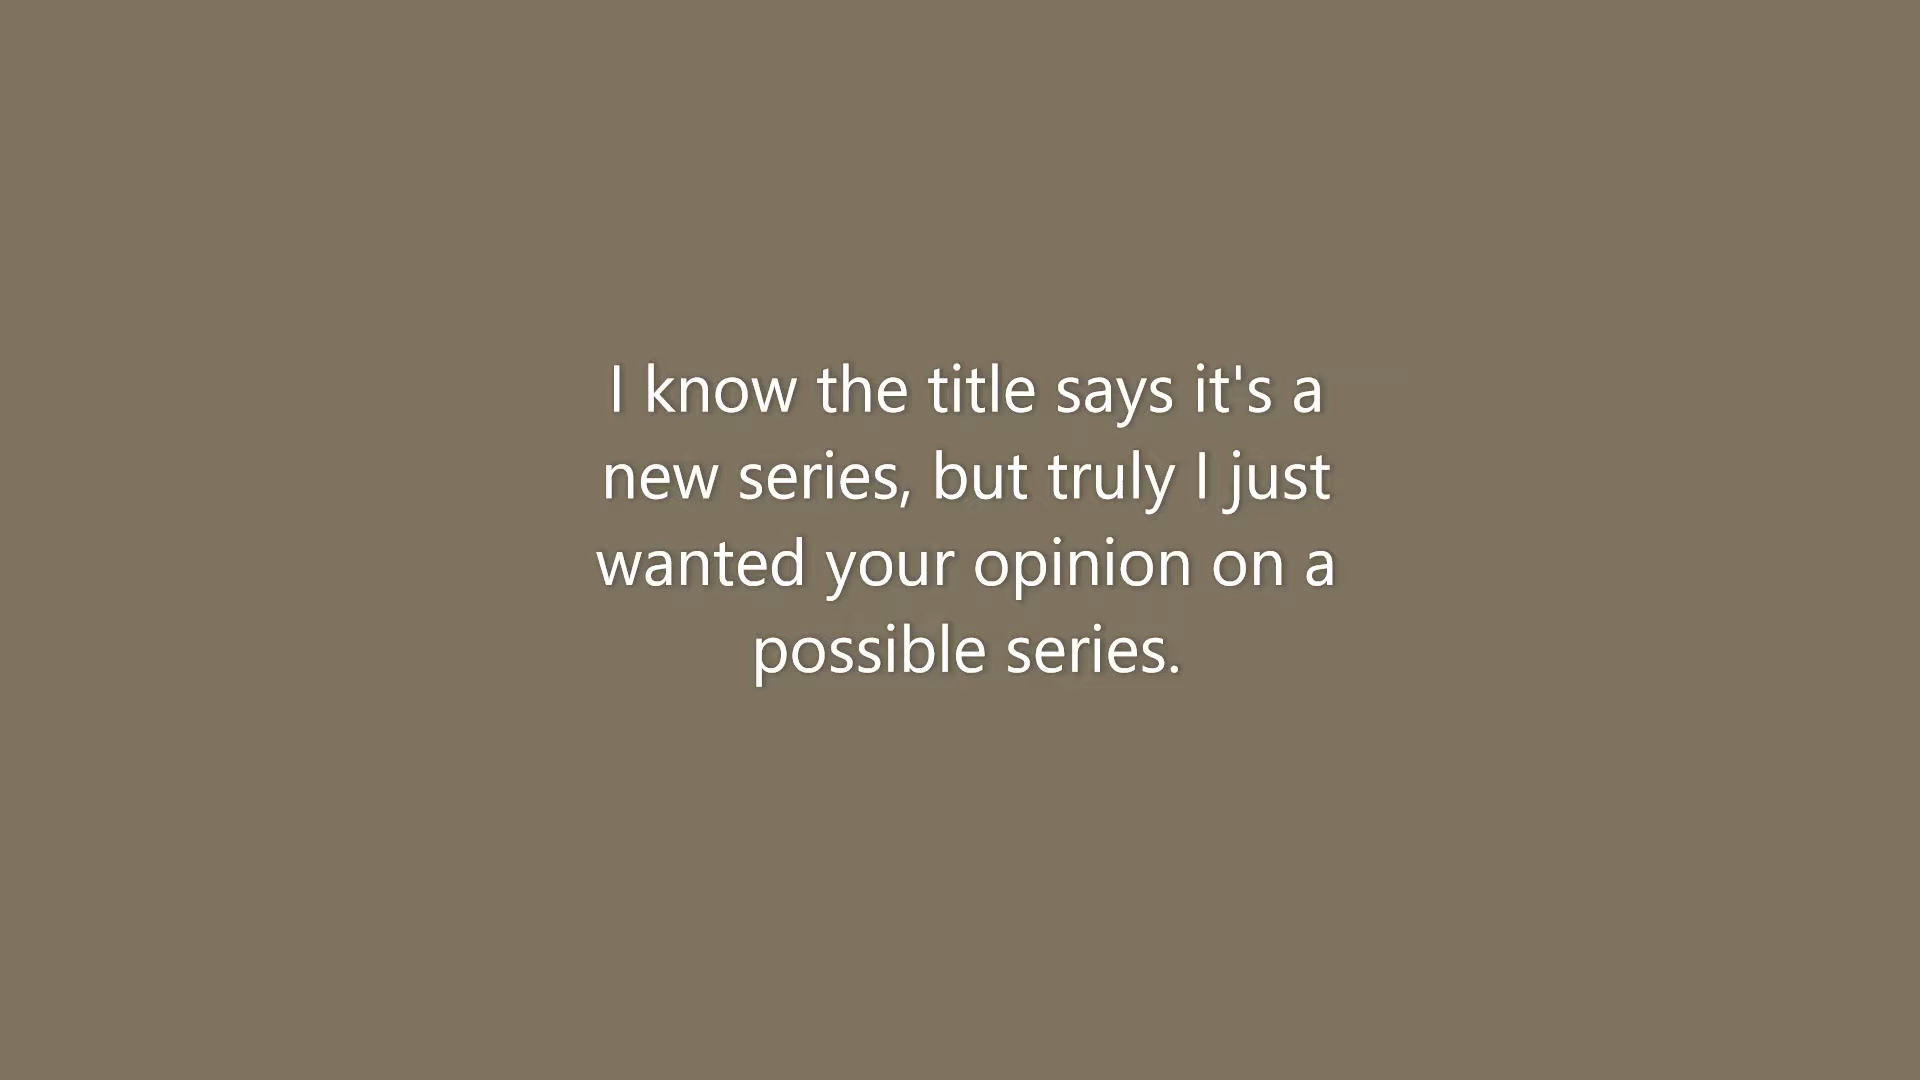 I know the title says it's a
new series, but truly I just
wanted your opinion on a
possible series.